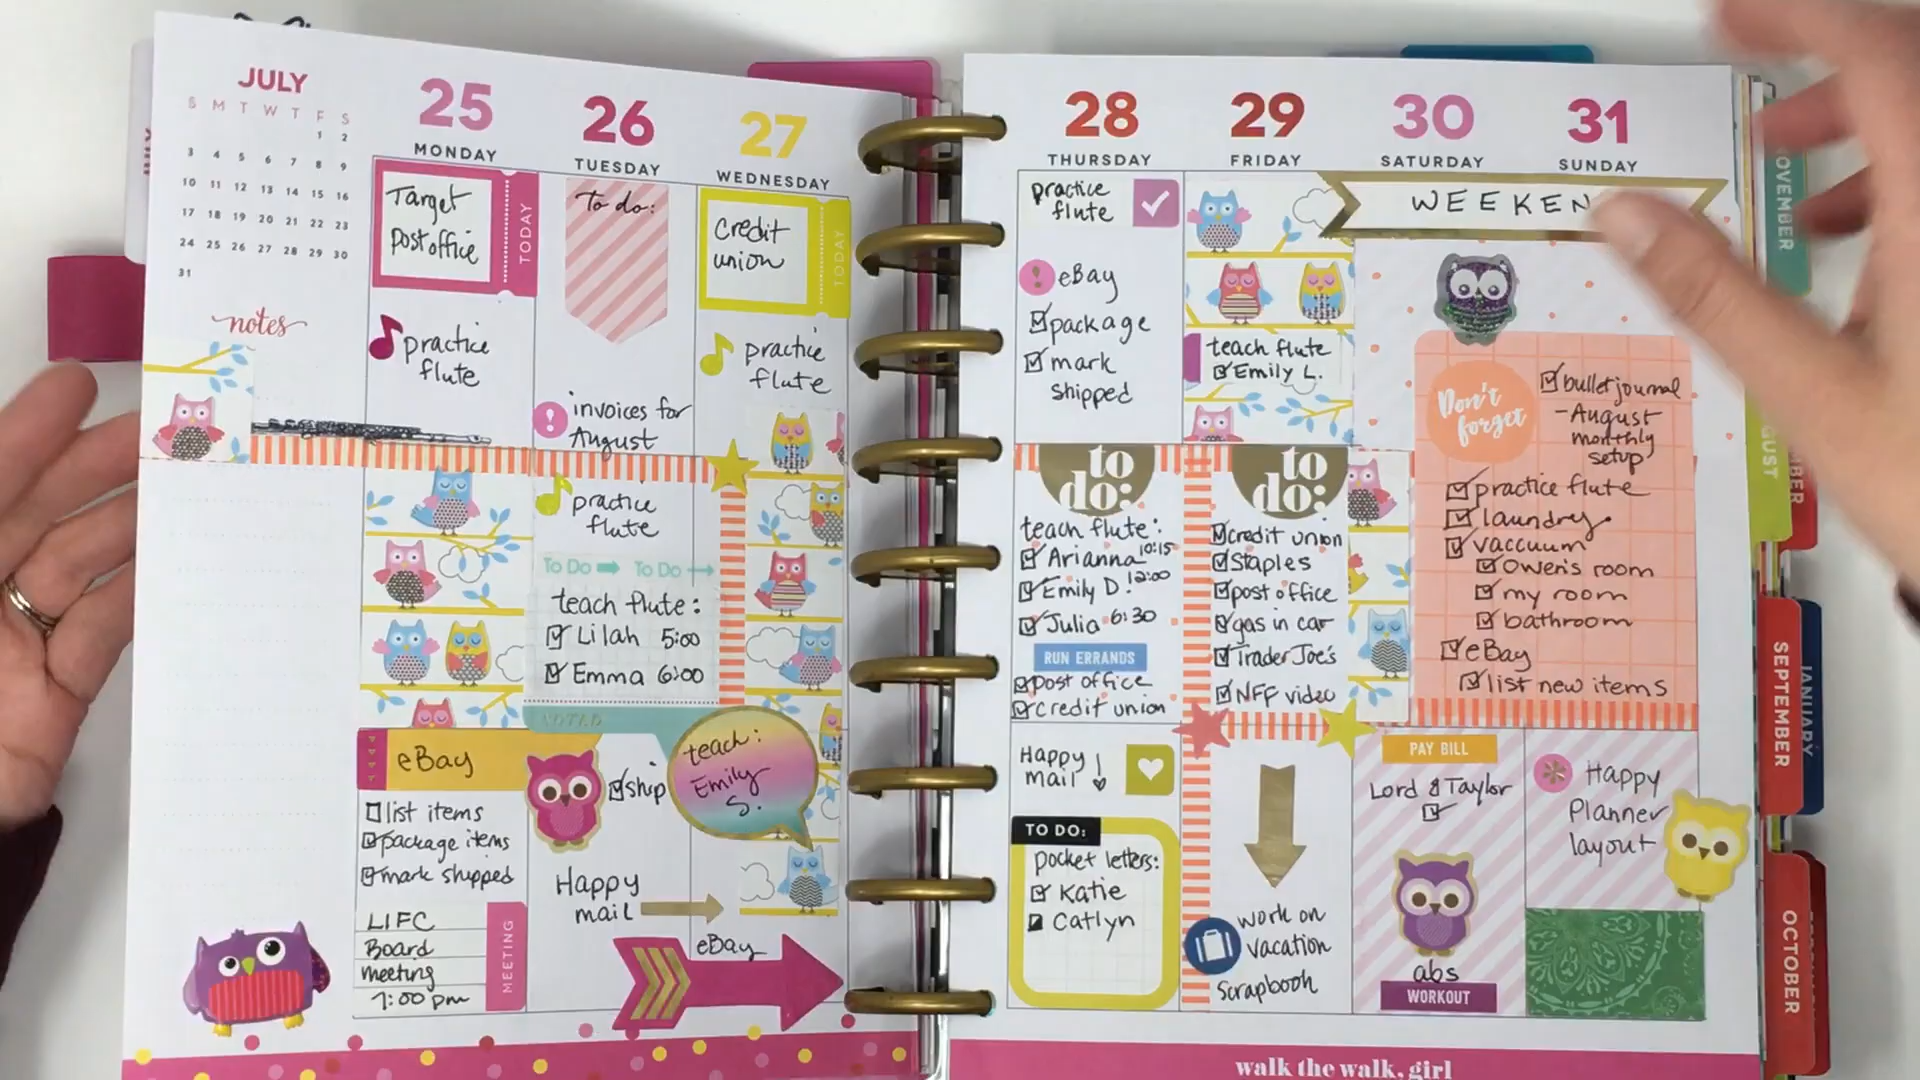 JULY
S M T W T F S
1 2
3 4 5 6 7 8 9
10 11 12 13 14 15 16
17 18 19 20 21 22 23
24 25 26 27 28 29 30
31
notes
25
MONDAY
Target
post office
TODAY
practice
flute
eBay
list items
package items
mark shipped
LIFC
Board
meeting
7:00 pm
MEETING
26
TUESDAY
To do:
invoices for
August
practice
flute
To Do To Do
teach flute:
Lilah 5:00
Emma 6:00
NOTED
ship
Happy
mail
27
WEDNESDAY
credit
union
TODAY
practice
flute
teach:
Emily
S.
eBay
28
THURSDAY
practice
flute
eBay
package
mark
shipped
to
do:
teach flute:
Arianna 10:15
Emily D. 12:00
Julia 6:30
RUN ERRANDS
post office
credit union
Happy
mail
TO DO:
pocket letters:
Katie
Catlyn
29
FRIDAY
teach flute
Emily L.
to
do:
credit union
Staples
post office
gas in car
Trader Joe's
NFF video
work on
vacation
scrapbook
30
SATURDAY
31
SUNDAY
WEEKEN
Don't
forget
bullet journal
-August
monthly
setup
practice flute
laundry
vaccuum
Owen's room
my room
bathroom
eBay
list new items
PAY BILL
Lord & Taylor
abs
WORKOUT
Happy
Planner
layout
walk the walk, girl
NOVEMBER
SEPTEMBER
JANUARY
OCTOBER